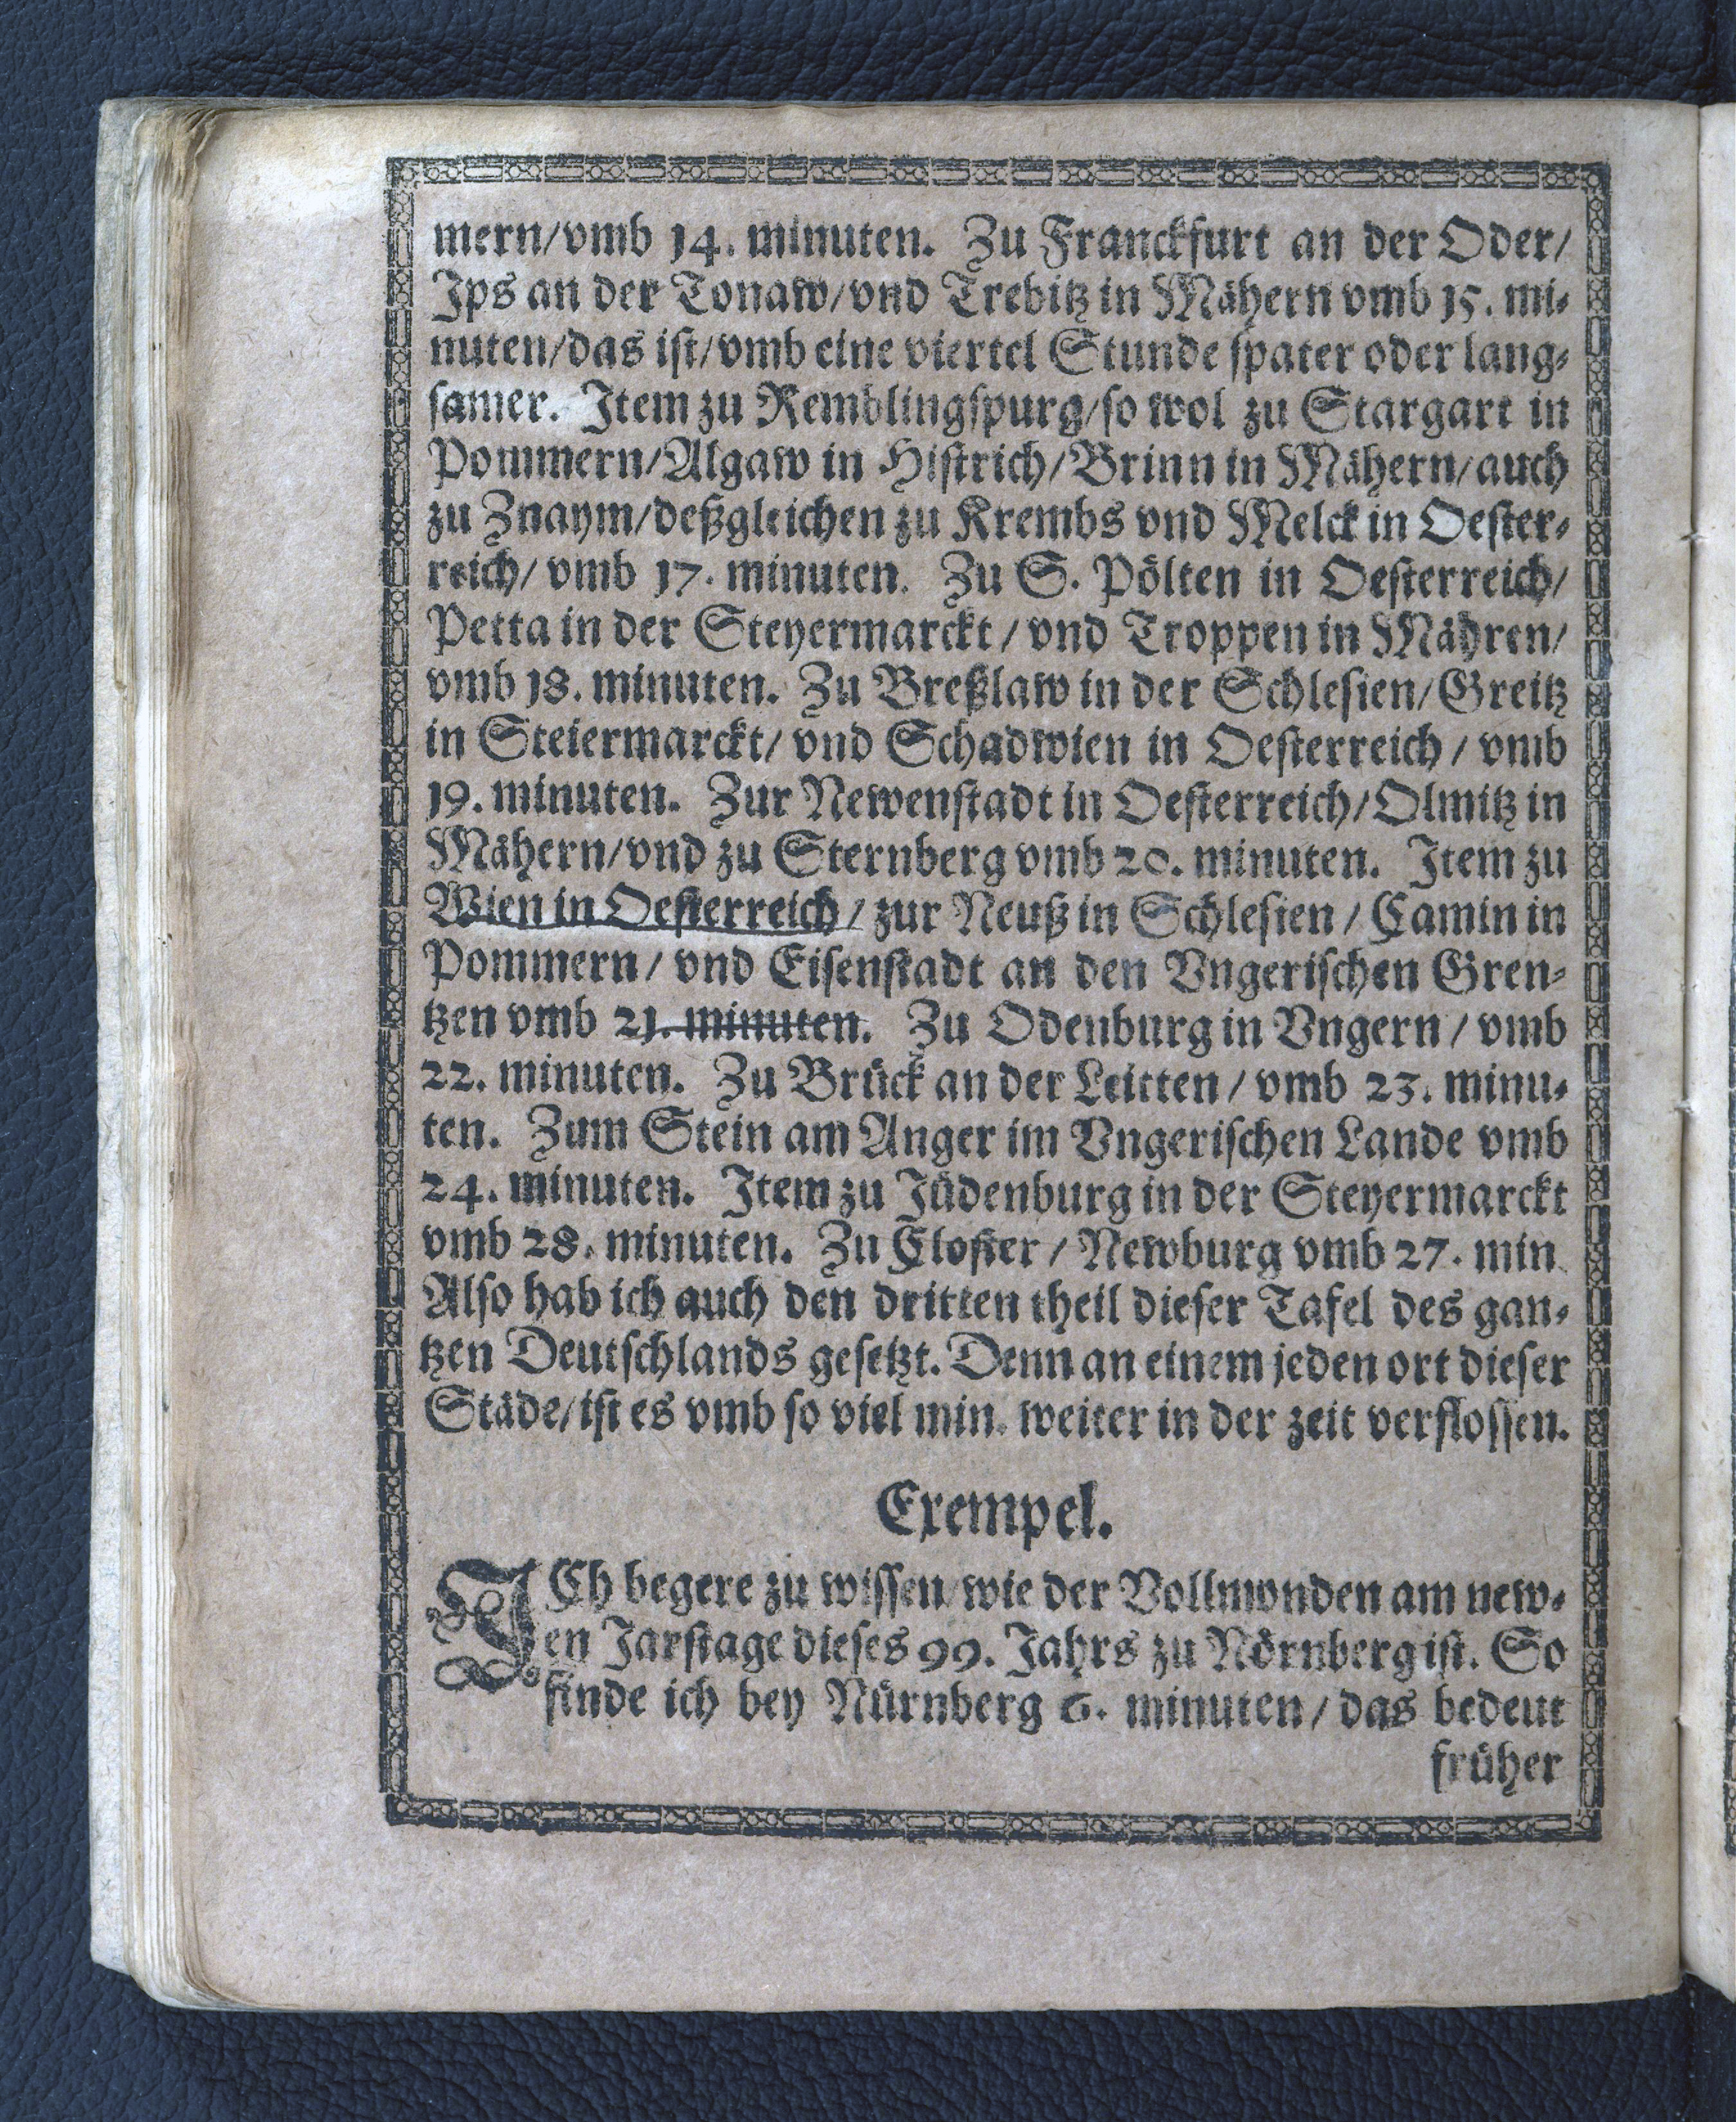 mern/vmb 14. minuten. Zu Franckfurt an der Oder/
Ips an der Tonaw/vnd Trebitz in Mähern vmb 15. mi-
nuten/das ist/vmb eine viertel Stunde spater oder lang-
samer. Item zu Remblingspurg/so wol zu Stargart in
Pommern/Algaw in Histrich/Brinn in Mähern/auch
zu Znaym/deßgleichen zu Krembs vnd Melck in Oester-
reich/ vmb 17. minuten. Zu S. Pölten in Oesterreich/
Petta in der Steyermarckt/ vnd Troppen in Mähren/
vmb 18. minuten. Zu Breßlaw in der Schlesien/Greitz
in Steiermarckt/ vnd Schadwien in Oesterreich/ vmb
19. minuten. Zur Newenstadt in Oesterreich/Olmitz in
Mähern/vnd zu Sternberg vmb 20. minuten. Item zu
Wien in Oesterreich/ zur Neuß in Schlesien/ Camin in
Pommern/ vnd Eisenstadt an den Vngerischen Gren-
tzen vmb 21. minuten. Zu Odenburg in Vngern/ vmb
22. minuten. Zu Brück an der Leitten/ vmb 23. minu-
ten. Zum Stein am Anger im Vngerischen Lande vmb
24. minuten. Item zu Jüdenburg in der Steyermarckt
vmb 28. minuten. Zu Closter/ Newburg vmb 27. min.
Also hab ich auch den dritten theil dieser Tafel des gan-
tzen Deutschlands gesetzt. Denn an einem jeden ort dieser
Städe/ist es vmb so viel min. weiter in der zeit verflossen.
Exempel.
ICh begere zu wissen/wie der Vollmonden am new-
en Jarstage dieses 99. Jahrs zu Nörnberg ist. So
finde ich bey Nürnberg 6. minuten/ das bedeut
früher